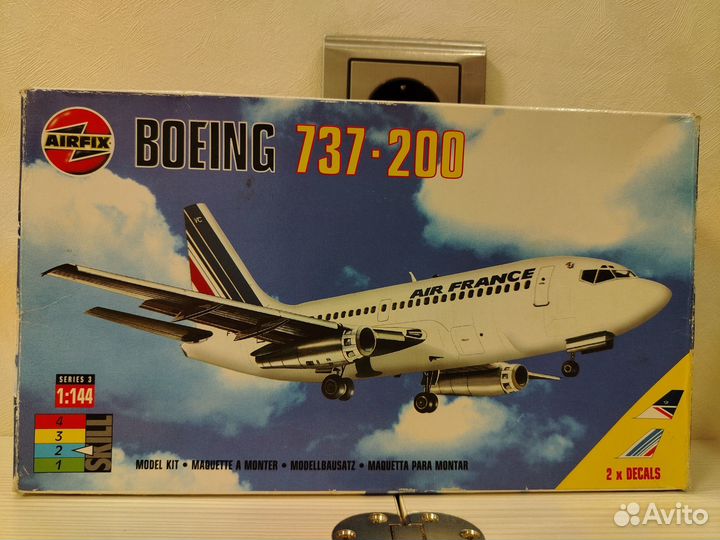 AIRFIX
BOEING 737-200
YC
AIR FRANCE
SERIES 3
1:144
4
3
2
1
SKILL
MODEL KIT • MAQUETTE A MONTER • MODELLBAUSATZ • MAQUETTA PARA MONTAR
2 x DECALS
Avito